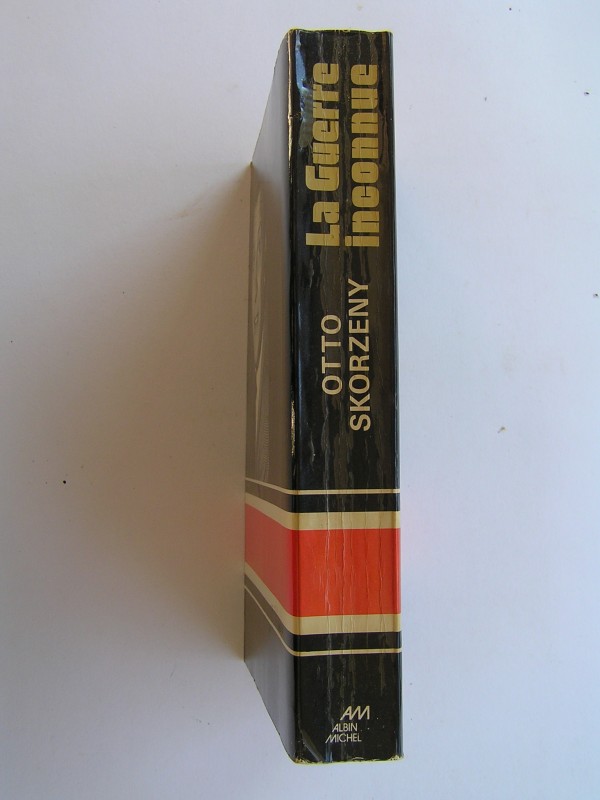 La Guerre
inconnue
OTTO
SKORZENY
AM
ALBIN
MICHEL